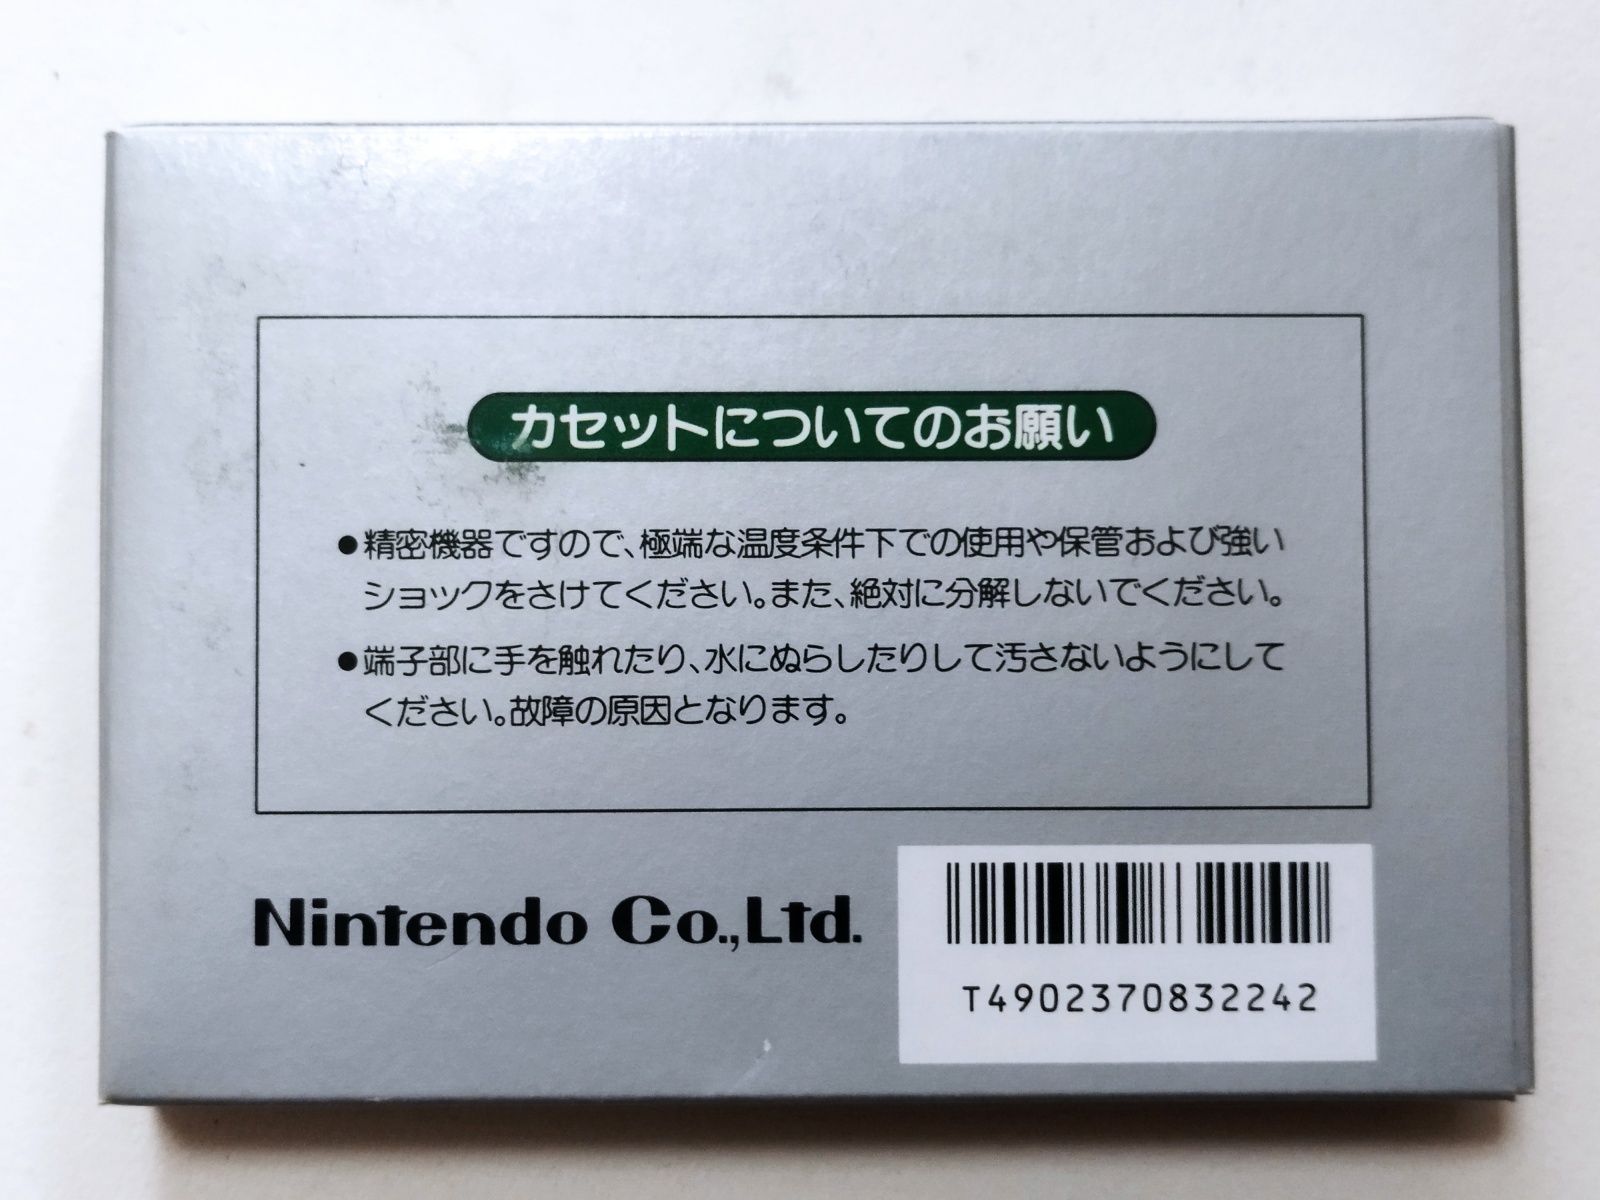 カセットについてのお願い
●精密機器ですので、極端な温度条件下での使用や保管および強い
ショックをさけてください。また、絶対に分解しないでください。
●端子部に手を触れたり、水にぬらしたりして汚さないようにして
ください。故障の原因となります。
Nintendo Co.,Ltd.
T4902370832242